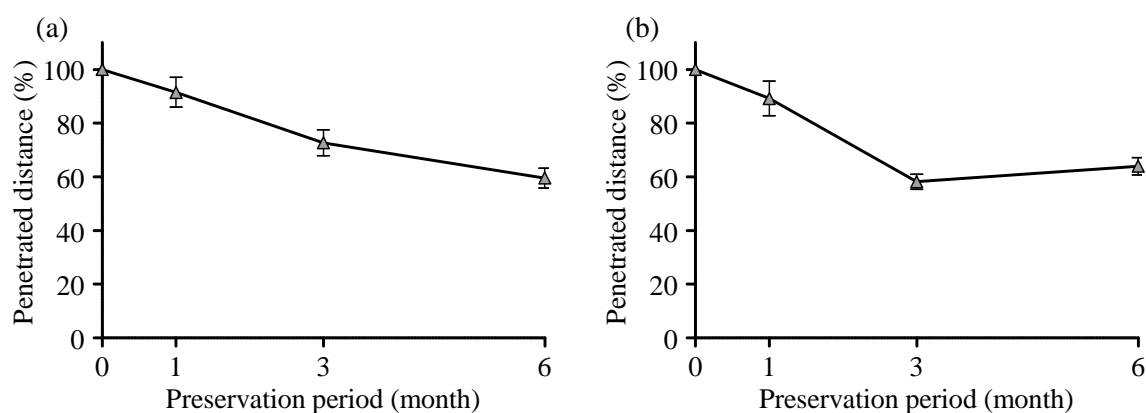 (a)
Penetrated distance (%)
100
80
60
40
20
0
0 1 3 6
Preservation period (month)
(b)
Penetrated distance (%)
100
80
60
40
20
0
0 1 3 6
Preservation period (month)